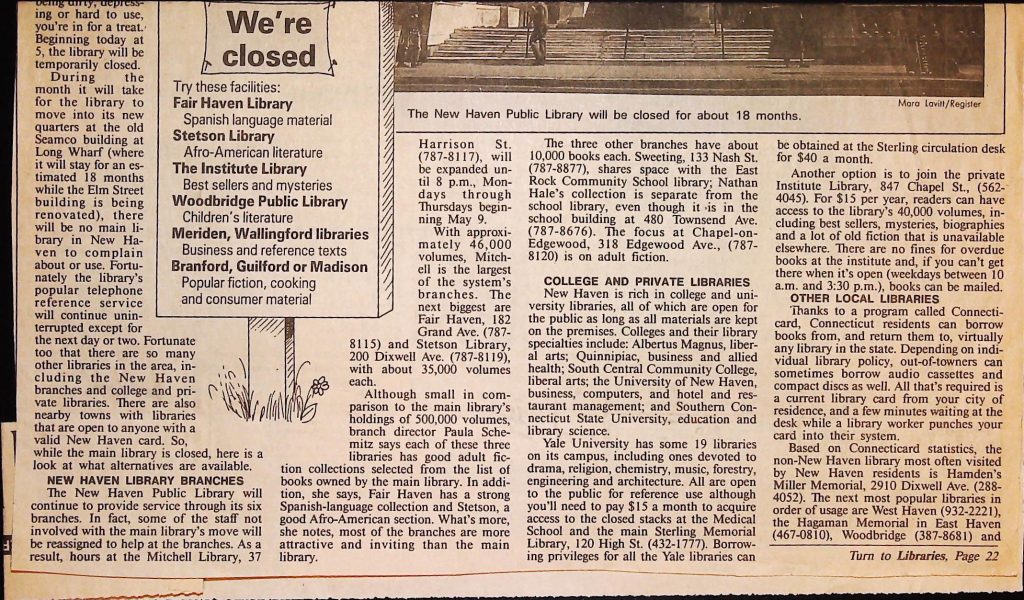 being dirty, depress-
ing or hard to use,
you're in for a treat.
Beginning today at
5, the library will be
temporarily closed.
During the
month it will take
for the library to
move into its new
quarters at the old
Seamco building at
Long Wharf (where
it will stay for an es-
timated 18 months
while the Elm Street
building is being
renovated), there
will be no main li-
brary in New Ha-
ven to complain
about or use. Fortu-
nately the library's
popular telephone
reference service
will continue unin-
terrupted except for
the next day or two. Fortunate
too that there are so many
other libraries in the area, in-
cluding the New Haven
branches and college and pri-
vate libraries. There are also
nearby towns with libraries
that are open to anyone with a
valid New Haven card. So,
while the main library is closed, here is a
look at what alternatives are available.
NEW HAVEN LIBRARY BRANCHES
The New Haven Public Library will
continue to provide service through its six
branches. In fact, some of the staff not
involved with the main library's move will
be reassigned to help at the branches. As a
result, hours at the Mitchell Library, 37
We're
closed
Try these facilities:
Fair Haven Library
Spanish language material
Stetson Library
Afro-American literature
The Institute Library
Best sellers and mysteries
Woodbridge Public Library
Children's literature
Meriden, Wallingford libraries
Business and reference texts
Branford, Guilford or Madison
Popular fiction, cooking
and consumer material
Mara Lavitt/Register
The New Haven Public Library will be closed for about 18 months.
Harrison St.
(787-8117), will
be expanded un-
til 8 p.m., Mon-
days through
Thursdays begin-
ning May 9.
With approx-
imately 46,000
volumes, Mitch-
ell is the largest
of the system's
branches. The
next biggest are
Fair Haven, 182
Grand Ave. (787-
8115) and Stetson Library,
200 Dixwell Ave. (787-8119),
with about 35,000 volumes
each.
Although small in com-
parison to the main library's
holdings of 500,000 volumes,
branch director Paula Sche-
mitz says each of these three
libraries has good adult fic-
tion collections selected from the list of
books owned by the main library. In addi-
tion, she says, Fair Haven has a strong
Spanish-language collection and Stetson, a
good Afro-American section. What's more,
she notes, most of the branches are more
attractive and inviting than the main
library.
The three other branches have about
10,000 books each. Sweeting, 133 Nash St.
(787-8877), shares space with the East
Rock Community School library; Nathan
Hale's collection is separate from the
school library, even though it is in the
school building at 480 Townsend Ave.
(787-8676). The focus at Chapel-on-
Edgewood, 318 Edgewood Ave., (787-
8120) is on adult fiction.
COLLEGE AND PRIVATE LIBRARIES
New Haven is rich in college and uni-
versity libraries, all of which are open for
the public as long as all materials are kept
on the premises. Colleges and their library
specialties include: Albertus Magnus, liber-
al arts; Quinnipiac, business and allied
health; South Central Community College,
liberal arts; the University of New Haven,
business, computers, and hotel and res-
taurant management; and Southern Con-
necticut State University, education and
library science.
Yale University has some 19 libraries
on its campus, including ones devoted to
drama, religion, chemistry, music, forestry,
engineering and architecture. All are open
to the public for reference use although
you'll need to pay $15 a month to acquire
access to the closed stacks at the Medical
School and the main Sterling Memorial
Library, 120 High St. (432-1777). Borrow-
ing privileges for all the Yale libraries can
be obtained at the Sterling circulation desk
for $40 a month.
Another option is to join the private
Institute Library, 847 Chapel St., (562-
4045). For $15 per year, readers can have
access to the library's 40,000 volumes, in-
cluding best sellers, mysteries, biographies
and a lot of old fiction that is unavailable
elsewhere. There are no fines for overdue
books at the institute and, if you can't get
there when it's open (weekdays between 10
a.m. and 3:30 p.m.), books can be mailed.
OTHER LOCAL LIBRARIES
Thanks to a program called Connecti-
card, Connecticut residents can borrow
books from, and return them to, virtually
any library in the state. Depending on indi-
vidual library policy, out-of-towners can
sometimes borrow audio cassettes and
compact discs as well. All that's required is
a current library card from your city of
residence, and a few minutes waiting at the
desk while a library worker punches your
card into their system.
Based on Connecticard statistics, the
non-New Haven library most often visited
by New Haven residents is Hamden's
Miller Memorial, 2910 Dixwell Ave. (288-
4052). The next most popular libraries in
order of usage are West Haven (932-2221),
the Hagaman Memorial in East Haven
(467-0810), Woodbridge (387-8681) and
Turn to Libraries, Page 22